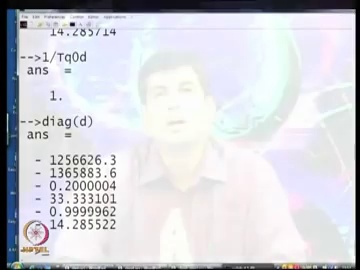 14.285714
-->1/Tq0d
ans =
1.
-->diag(d)
ans =
- 1256626.3
- 1365883.6
- 0.2000004
- 33.333101
- 0.9999962
- 14.285522